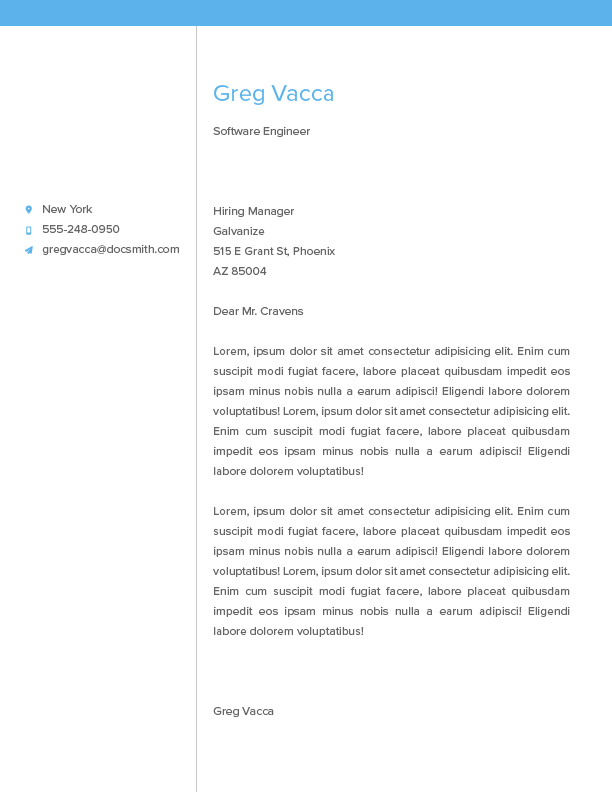 Greg Vacca
Software Engineer
New York
555-248-0950
gregvacca@docsmith.com
Hiring Manager
Galvanize
515 E Grant St, Phoenix
AZ 85004
Dear Mr. Cravens
Lorem, ipsum dolor sit amet consectetur adipisicing elit. Enim cum
suscipit modi fugiat facere, labore placeat quibusdam impedit eos
ipsam minus nobis nulla a earum adipisci! Eligendi labore dolorem
voluptatibus! Lorem, ipsum dolor sit amet consectetur adipisicing elit.
Enim cum suscipit modi fugiat facere, labore placeat quibusdam
impedit eos ipsam minus nobis nulla a earum adipisci! Eligendi
labore dolorem voluptatibus!
Lorem, ipsum dolor sit amet consectetur adipisicing elit. Enim cum
suscipit modi fugiat facere, labore placeat quibusdam impedit eos
ipsam minus nobis nulla a earum adipisci! Eligendi labore dolorem
voluptatibus! Lorem, ipsum dolor sit amet consectetur adipisicing elit.
Enim cum suscipit modi fugiat facere, labore placeat quibusdam
impedit eos ipsam minus nobis nulla a earum adipisci! Eligendi
labore dolorem voluptatibus!
Greg Vacca